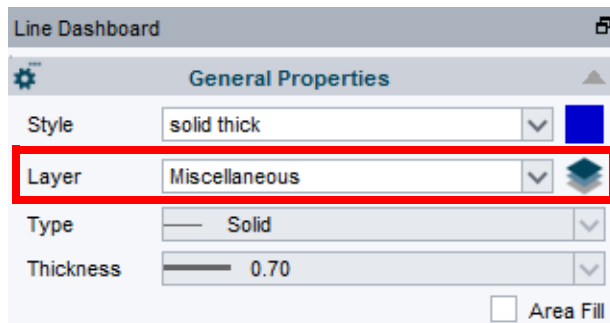 Line Dashboard
General Properties
Style solid thick
Layer Miscellaneous
Type Solid
Thickness 0.70
Area Fill